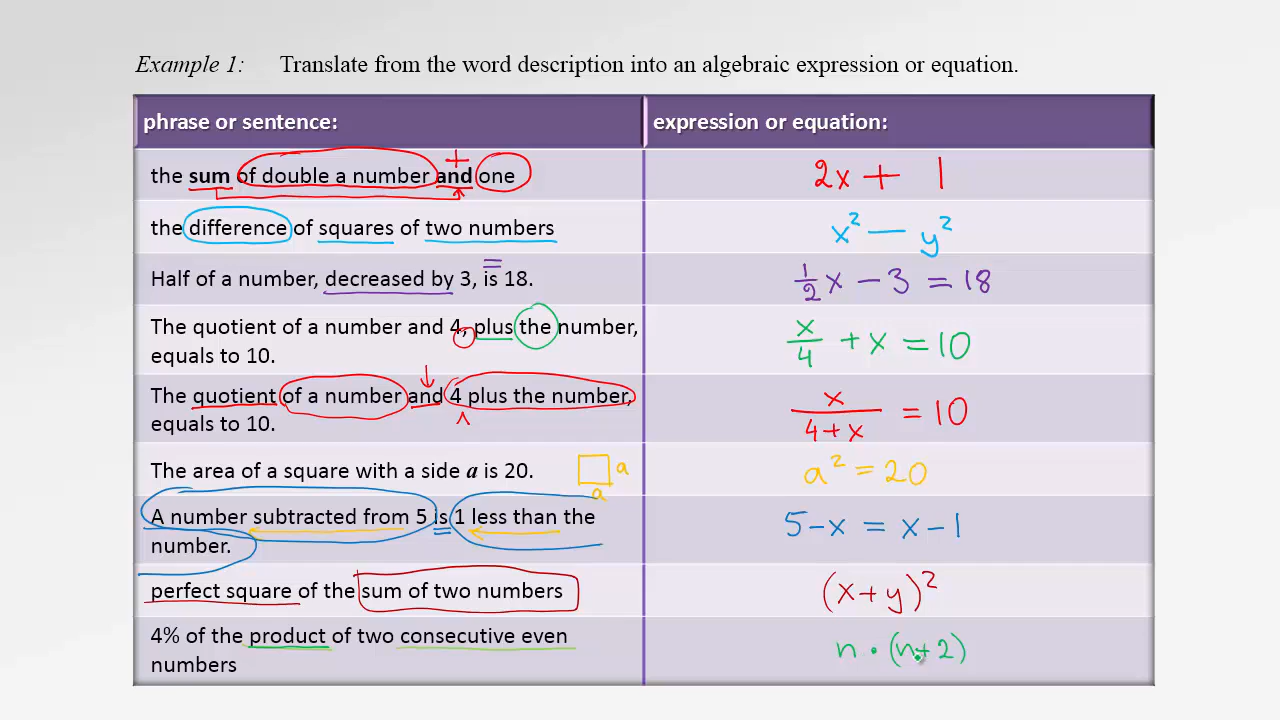 Example 1: Translate from the word description into an algebraic expression or equation.
phrase or sentence: expression or equation:
+
the sum of double a number and one 2x + 1
the difference of squares of two numbers x² — y²
=
Half of a number, decreased by 3, is 18. ½x − 3 = 18
The quotient of a number and 4, plus the number,
equals to 10. x/4 + x = 10
The quotient of a number and 4 plus the number,
equals to 10. x/(4+x) = 10
The area of a square with a side a is 20. a a² = 20
a
A number subtracted from 5 is 1 less than the 5−x = x−1
number.
perfect square of the sum of two numbers (x+y)²
4% of the product of two consecutive even n·(n+2)
numbers